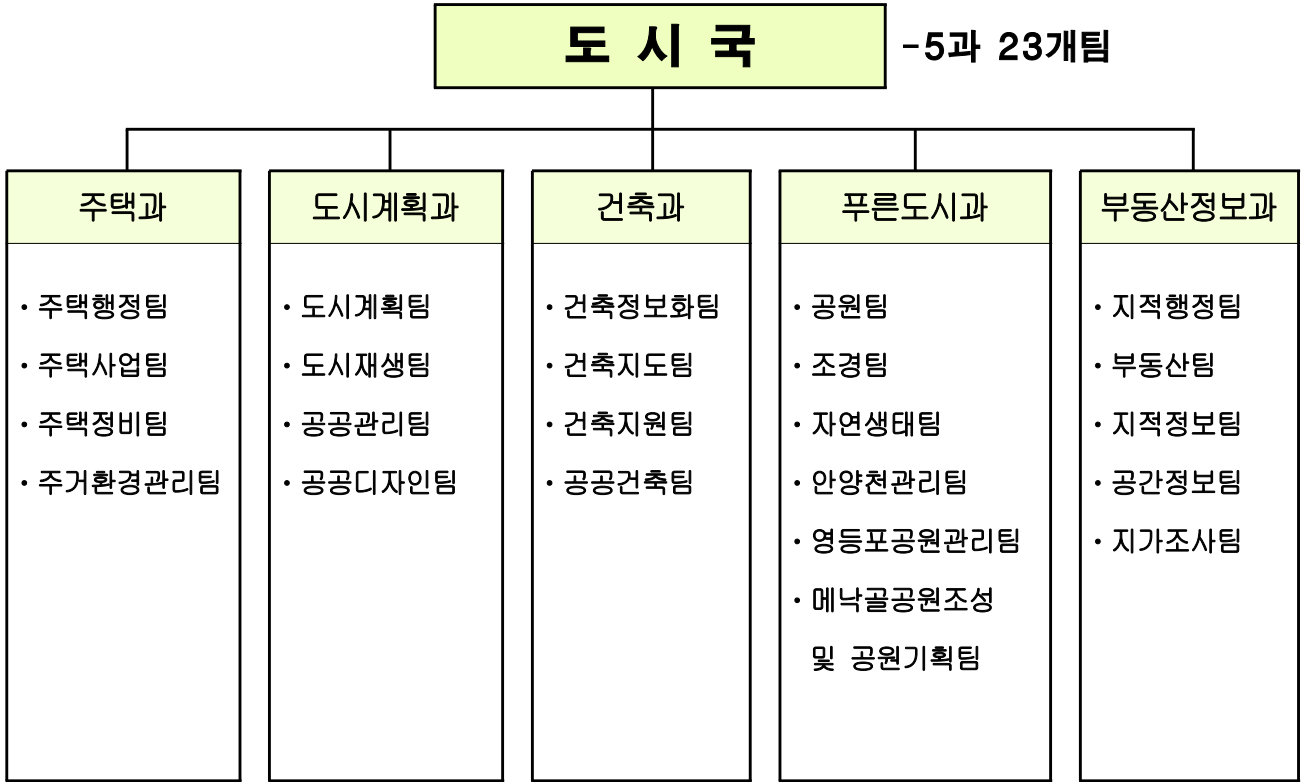 도 시 국
-5과 23개팀
주택과
· 주택행정팀
· 주택사업팀
· 주택정비팀
· 주거환경관리팀
도시계획과
· 도시계획팀
· 도시재생팀
· 공공관리팀
· 공공디자인팀
건축과
· 건축정보화팀
· 건축지도팀
· 건축지원팀
· 공공건축팀
푸른도시과
· 공원팀
· 조경팀
· 자연생태팀
· 안양천관리팀
· 영등포공원관리팀
· 메낙골공원조성
및 공원기획팀
부동산정보과
· 지적행정팀
· 부동산팀
· 지적정보팀
· 공간정보팀
· 지가조사팀